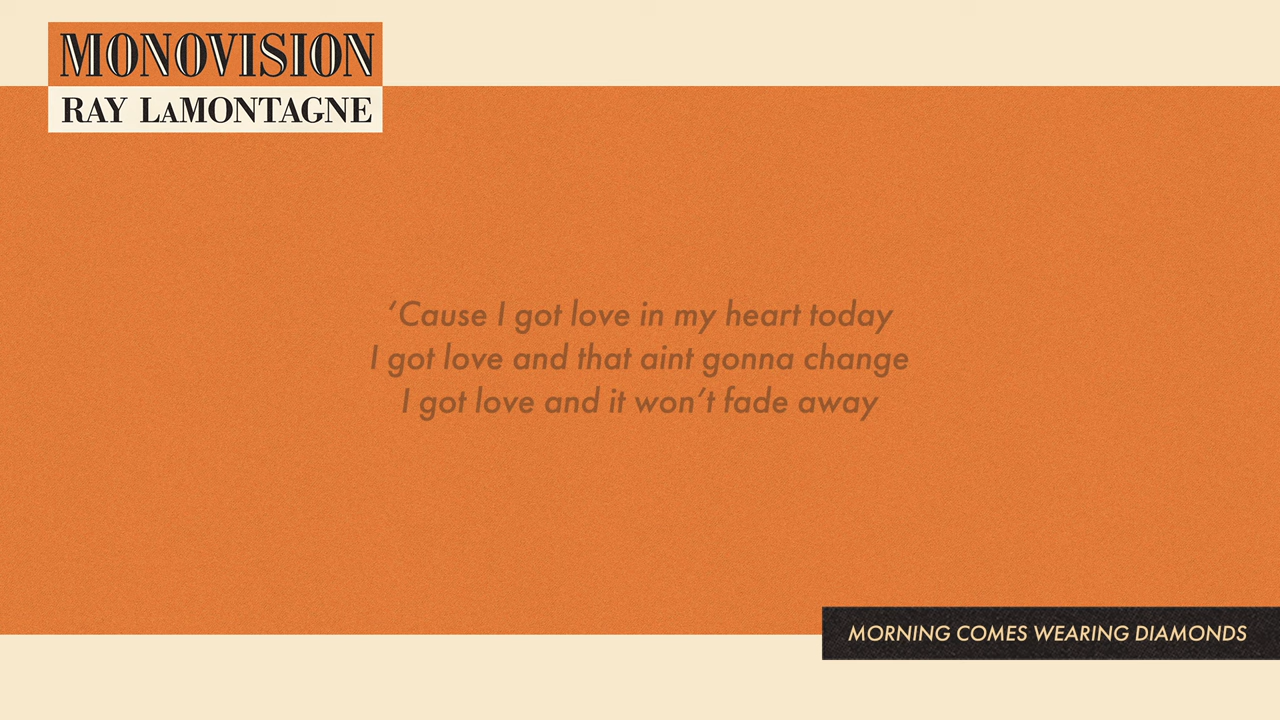 MONOVISION
RAY LAMONTAGNE
‘Cause I got love in my heart today
I got love and that aint gonna change
I got love and it won’t fade away
MORNING COMES WEARING DIAMONDS